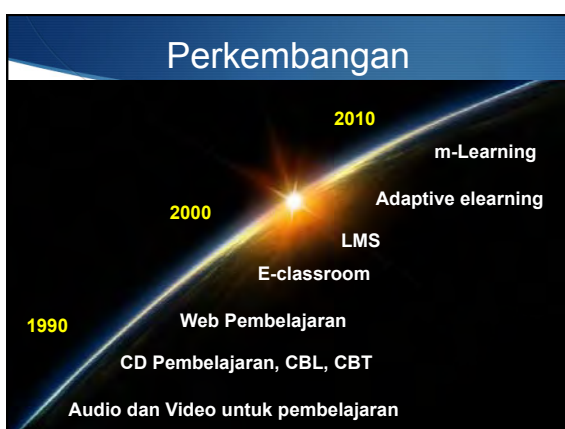 Perkembangan
2010
m-Learning
Adaptive elearning
2000
LMS
E-classroom
Web Pembelajaran
1990
CD Pembelajaran, CBL, CBT
Audio dan Video untuk pembelajaran